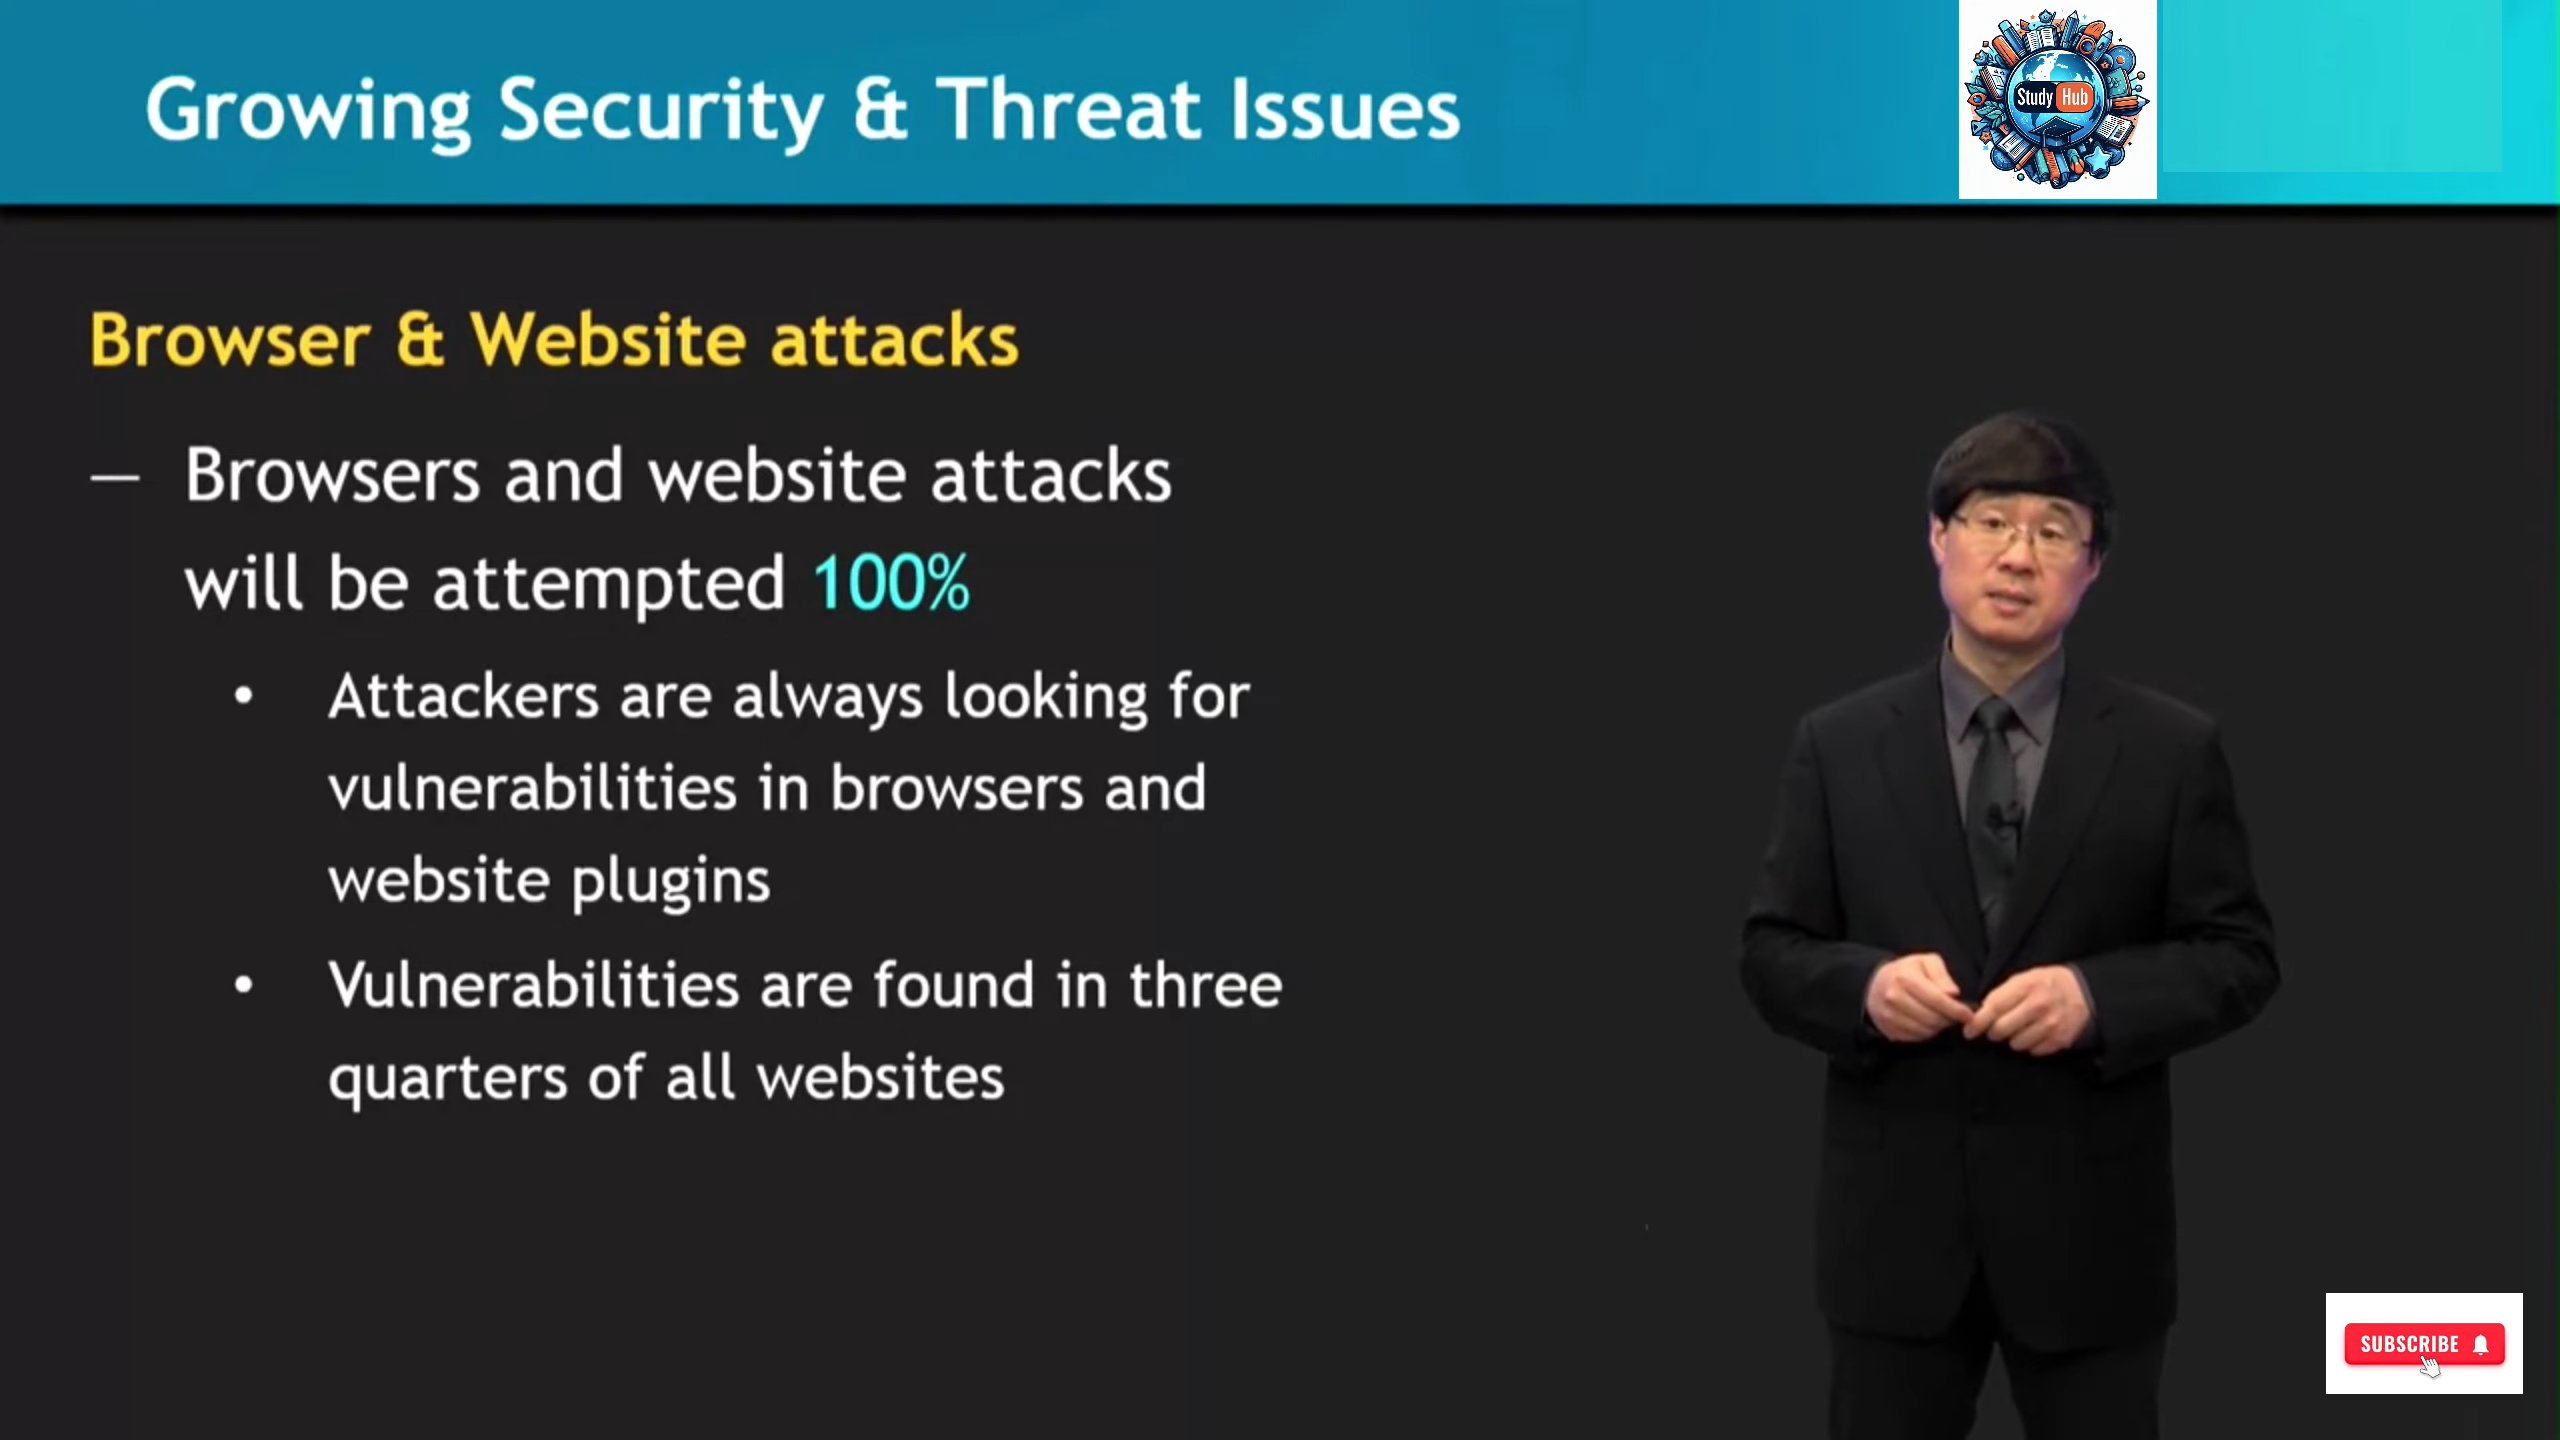 Growing Security & Threat Issues
Study Hub
Browser & Website attacks
— Browsers and website attacks
will be attempted 100%
• Attackers are always looking for
vulnerabilities in browsers and
website plugins
• Vulnerabilities are found in three
quarters of all websites
SUBSCRIBE